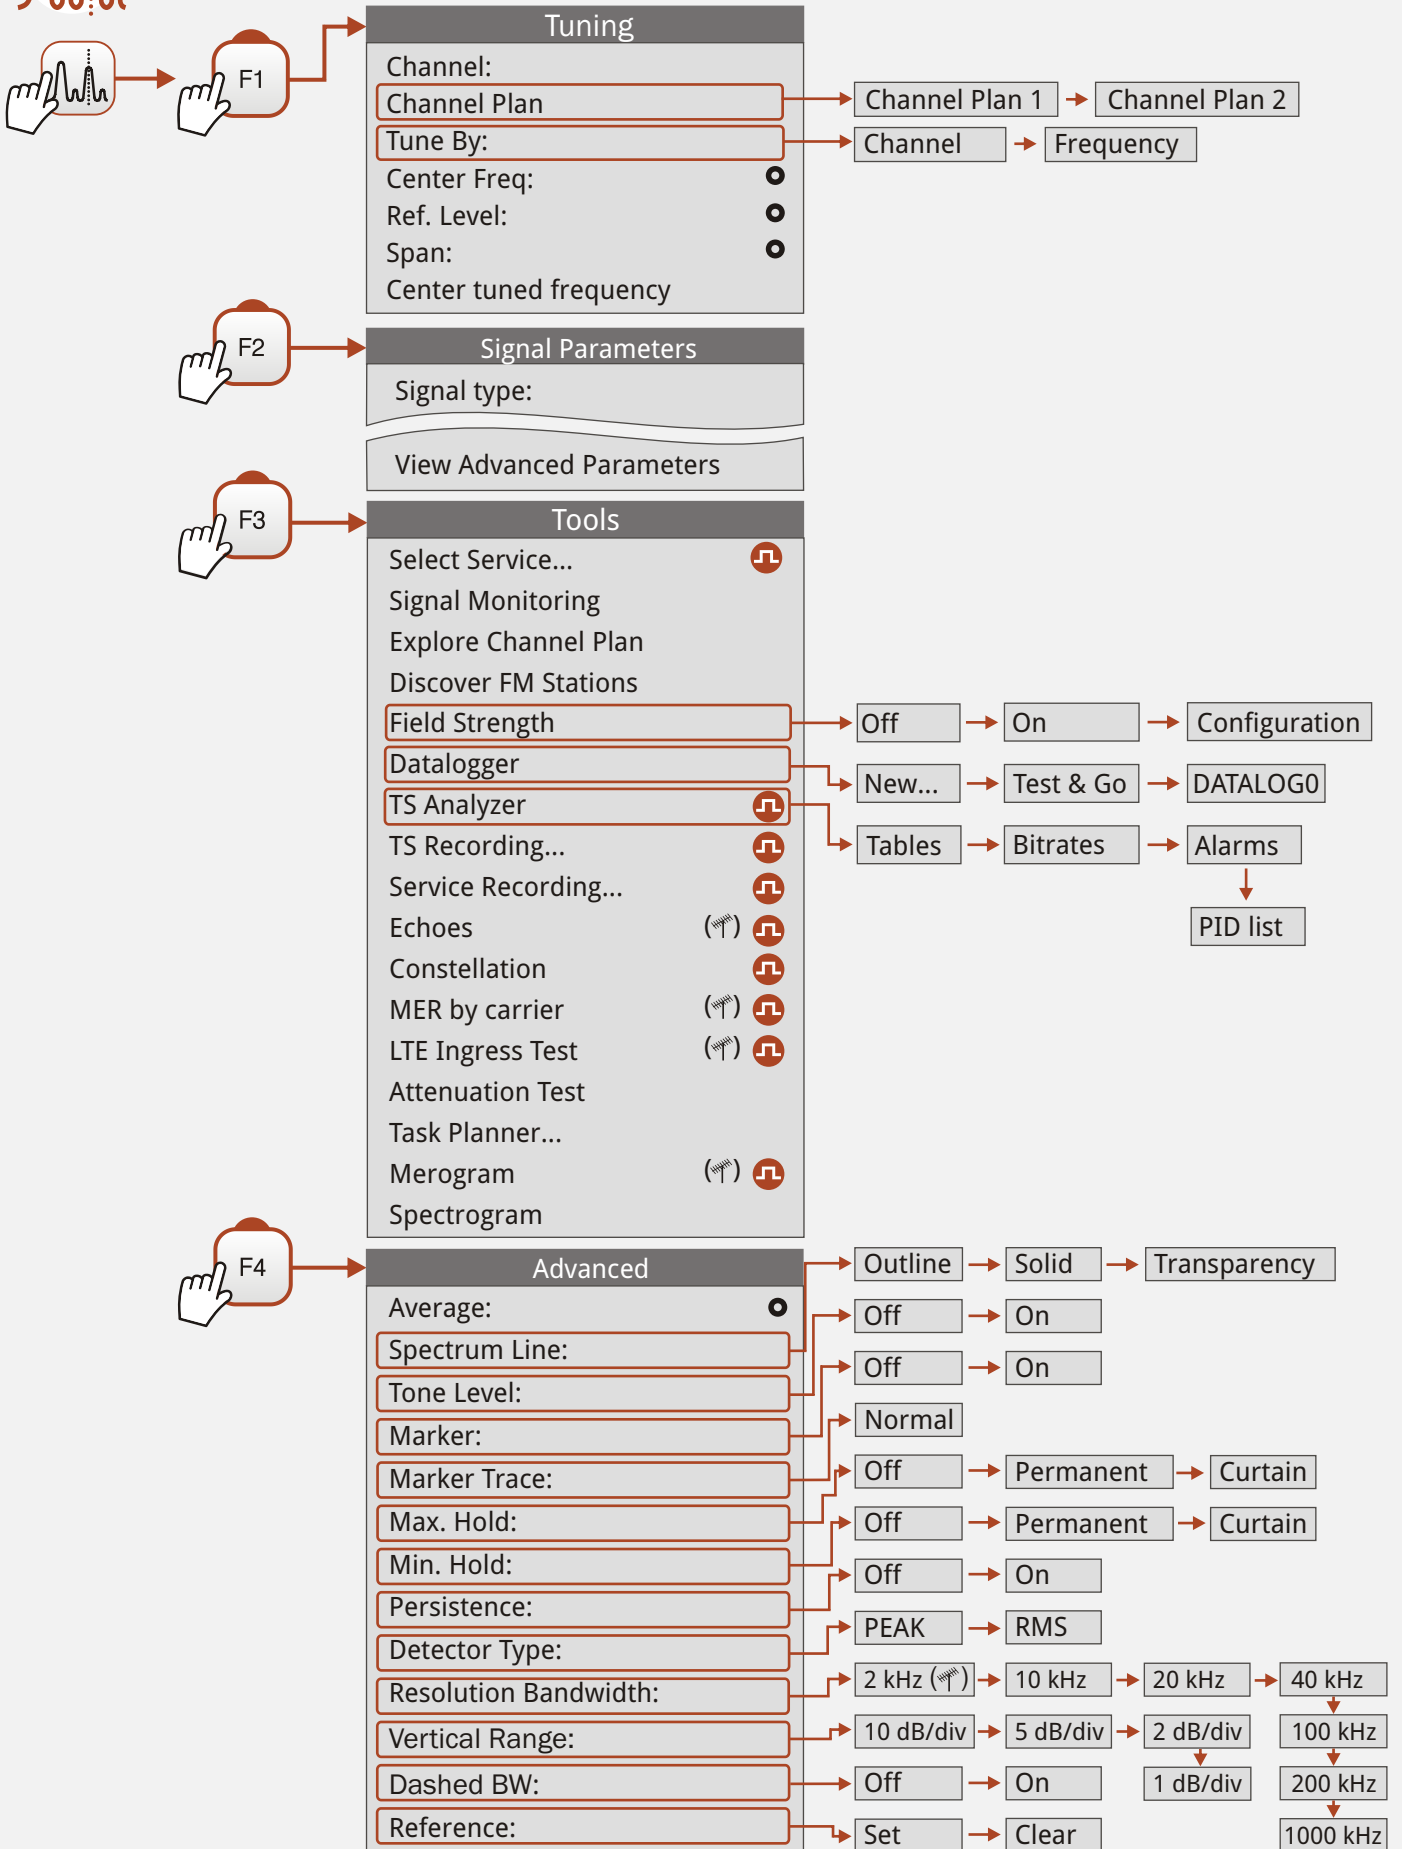 F1
Tuning
Channel:
Channel Plan
Channel Plan 1
Channel Plan 2
Tune By:
Channel
Frequency
Center Freq:
Ref. Level:
Span:
Center tuned frequency
F2
Signal Parameters
Signal type:
View Advanced Parameters
F3
Tools
Select Service...
Signal Monitoring
Explore Channel Plan
Discover FM Stations
Field Strength
Off
On
Configuration
Datalogger
New...
Test & Go
DATALOG0
TS Analyzer
Tables
Bitrates
Alarms
PID list
TS Recording...
Service Recording...
Echoes
Constellation
MER by carrier
LTE Ingress Test
Attenuation Test
Task Planner...
Merogram
Spectrogram
F4
Advanced
Average:
Spectrum Line:
Outline
Solid
Transparency
Tone Level:
Off
On
Marker:
Off
On
Marker Trace:
Normal
Max. Hold:
Off
Permanent
Curtain
Min. Hold:
Off
Permanent
Curtain
Persistence:
Off
On
Detector Type:
PEAK
RMS
Resolution Bandwidth:
2 kHz ( )
10 kHz
20 kHz
40 kHz
100 kHz
200 kHz
1000 kHz
Vertical Range:
10 dB/div
5 dB/div
2 dB/div
1 dB/div
Dashed BW:
Off
On
Reference:
Set
Clear